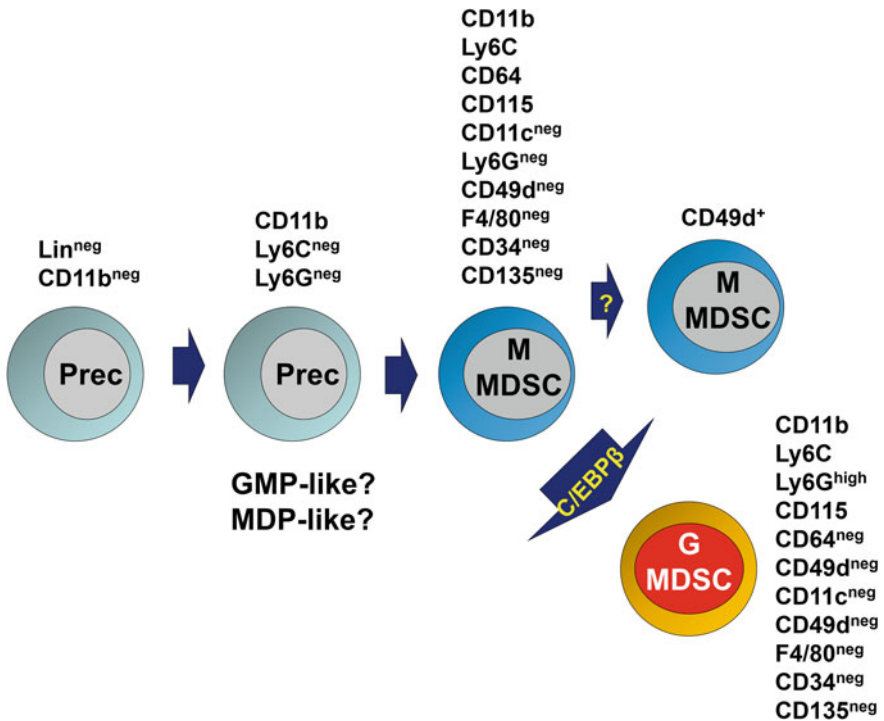 Lin^neg
CD11b^neg
Prec
CD11b
Ly6C^neg
Ly6G^neg
Prec
GMP-like?
MDP-like?
CD11b
Ly6C
CD64
CD115
CD11c^neg
Ly6G^neg
CD49d^neg
F4/80^neg
CD34^neg
CD135^neg
M
MDSC
?
CD49d^+
M
MDSC
C/EBPβ
G
MDSC
CD11b
Ly6C
Ly6G^high
CD115
CD64^neg
CD49d^neg
CD11c^neg
CD49d^neg
F4/80^neg
CD34^neg
CD135^neg